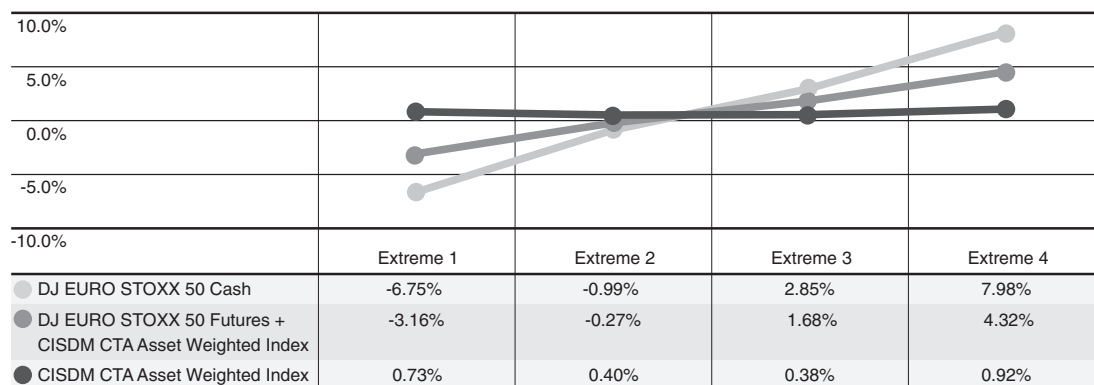 10.0%
5.0%
0.0%
-5.0%
-10.0%
Extreme 1 Extreme 2 Extreme 3 Extreme 4
DJ EURO STOXX 50 Cash -6.75% -0.99% 2.85% 7.98%
DJ EURO STOXX 50 Futures + -3.16% -0.27% 1.68% 4.32%
CISDM CTA Asset Weighted Index
CISDM CTA Asset Weighted Index 0.73% 0.40% 0.38% 0.92%